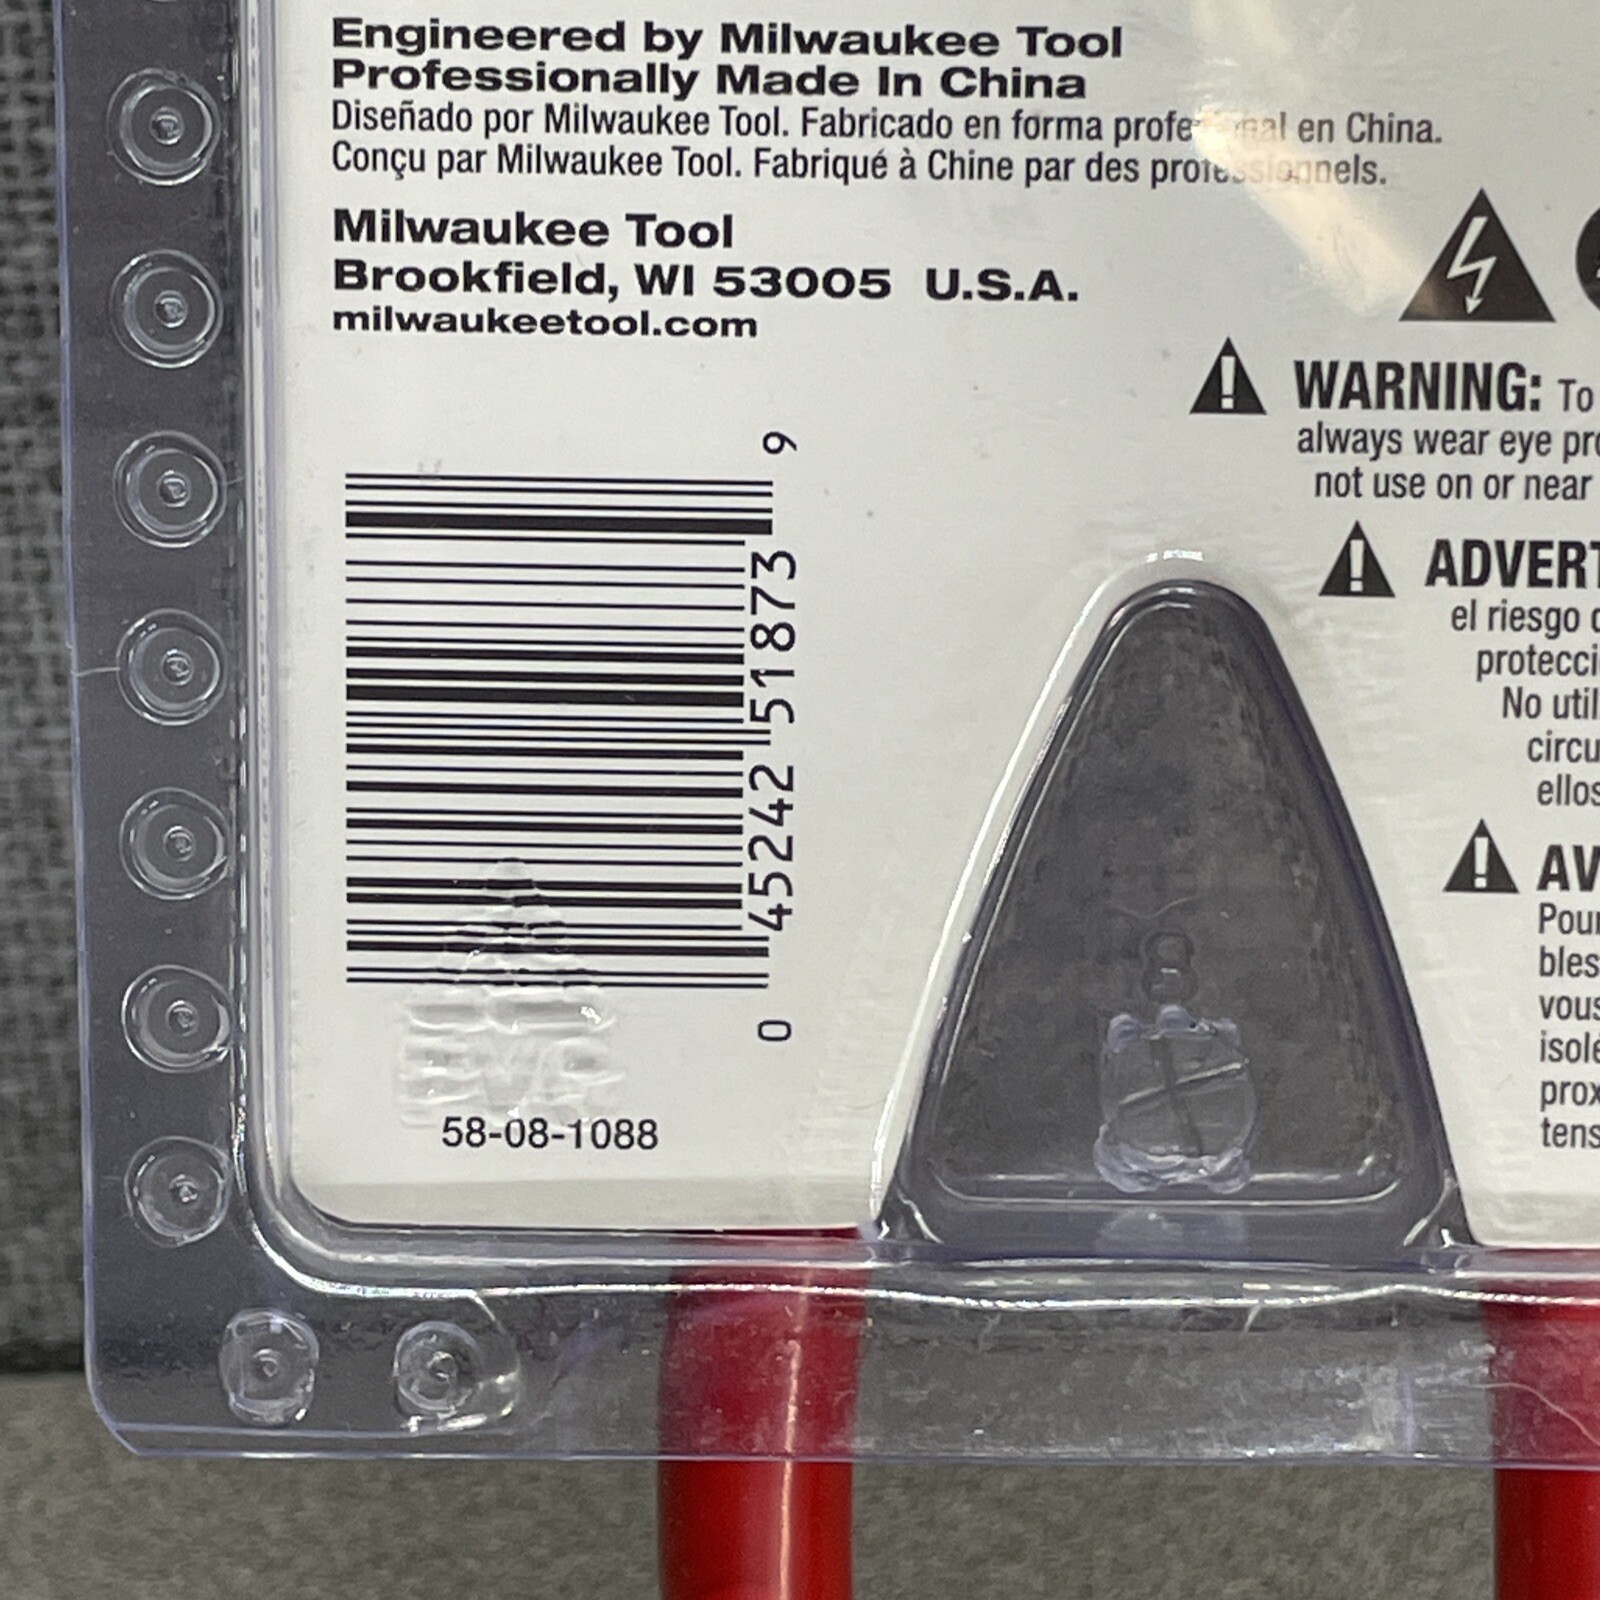 Engineered by Milwaukee Tool
Professionally Made In China
Diseñado por Milwaukee Tool. Fabricado en forma en China.
Conçu par Milwaukee Tool. Fabriqué à Chine par des professionnels.
Milwaukee Tool
Brookfield, WI 53005 U.S.A.
milwaukeetool.com
0 45242 51873 9
58-08-1088
WARNING: To
always wear eye
not use on or near
el riesgo
No
AV
8